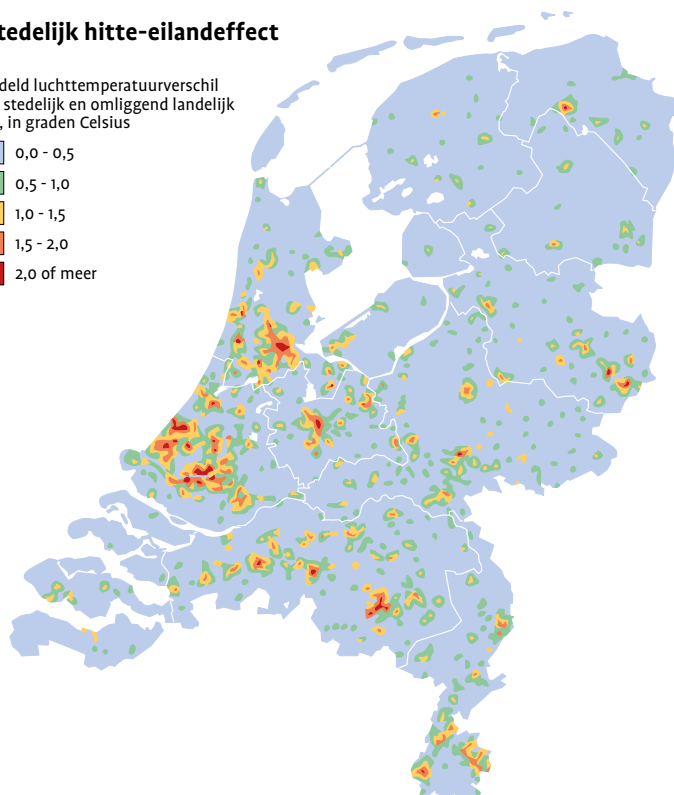 tedelijk hitte-eilandeffect
deld luchttemperatuurverschil
stedelijk en omliggend landelijk
, in graden Celsius
0,0 - 0,5
0,5 - 1,0
1,0 - 1,5
1,5 - 2,0
2,0 of meer